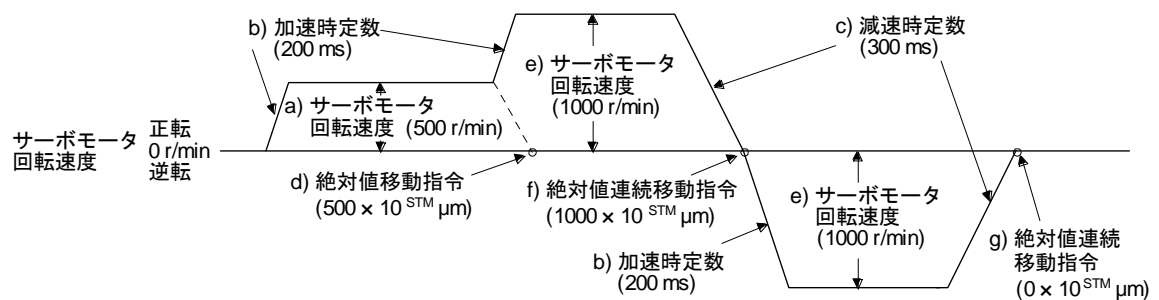 b) 加速時定数
(200 ms)
c) 減速時定数
(300 ms)
e) サーボモータ
回転速度
(1000 r/min)
a) サーボモータ
回転速度 (500 r/min)
サーボモータ
回転速度
正転
0 r/min
逆転
d) 絶対値移動指令
(500 × 10 STM μm)
f) 絶対値連続移動指令
(1000 × 10 STM μm)
e) サーボモータ
回転速度
(1000 r/min)
b) 加速時定数
(200 ms)
g) 絶対値連続
移動指令
(0 × 10 STM μm)